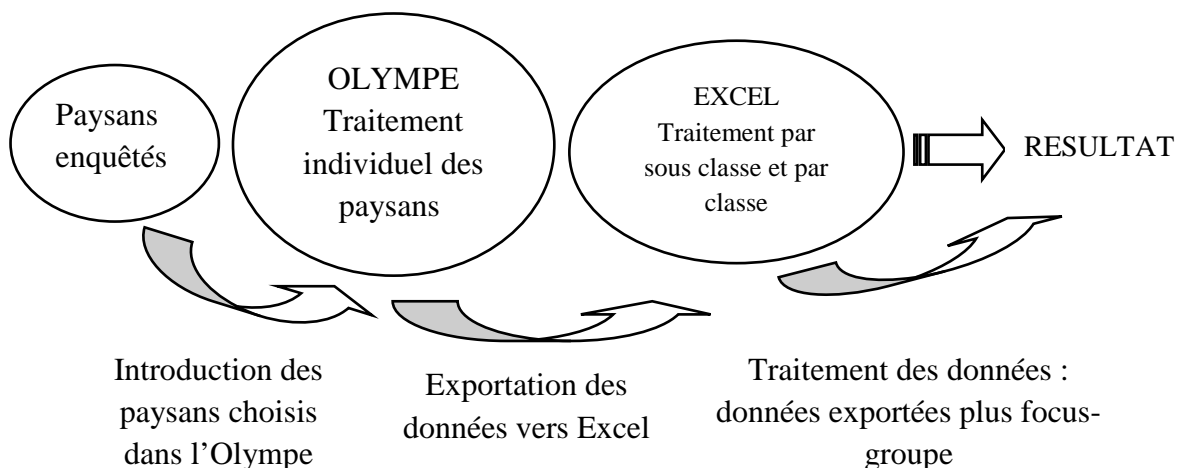 Paysans
enquêtés
OLYMPE
Traitement
individuel des
paysans
EXCEL
Traitement par
sous classe et par
classe
RESULTAT
Introduction des
paysans choisis
dans l’Olympe
Exportation des
données vers Excel
Traitement des données :
données exportées plus focus-
groupe